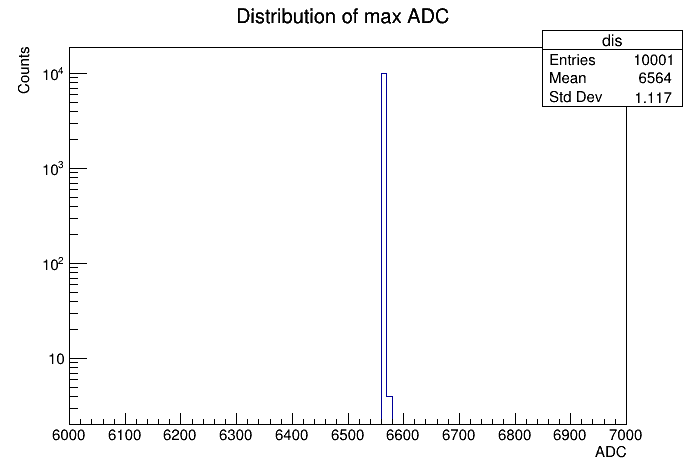 Distribution of max ADC
dis
Entries 10001
Mean 6564
Std Dev 1.117
Counts
10⁴
10³
10²
10
6000 6100 6200 6300 6400 6500 6600 6700 6800 6900 7000
ADC